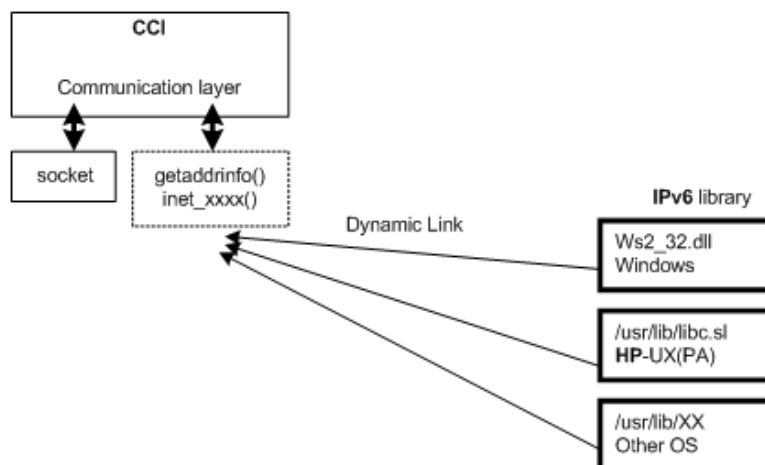 CCI
Communication layer
socket
getaddrinfo()
inet_xxxx()
Dynamic Link
IPv6 library
Ws2_32.dll
Windows
/usr/lib/libc.sl
HP-UX(PA)
/usr/lib/XX
Other OS